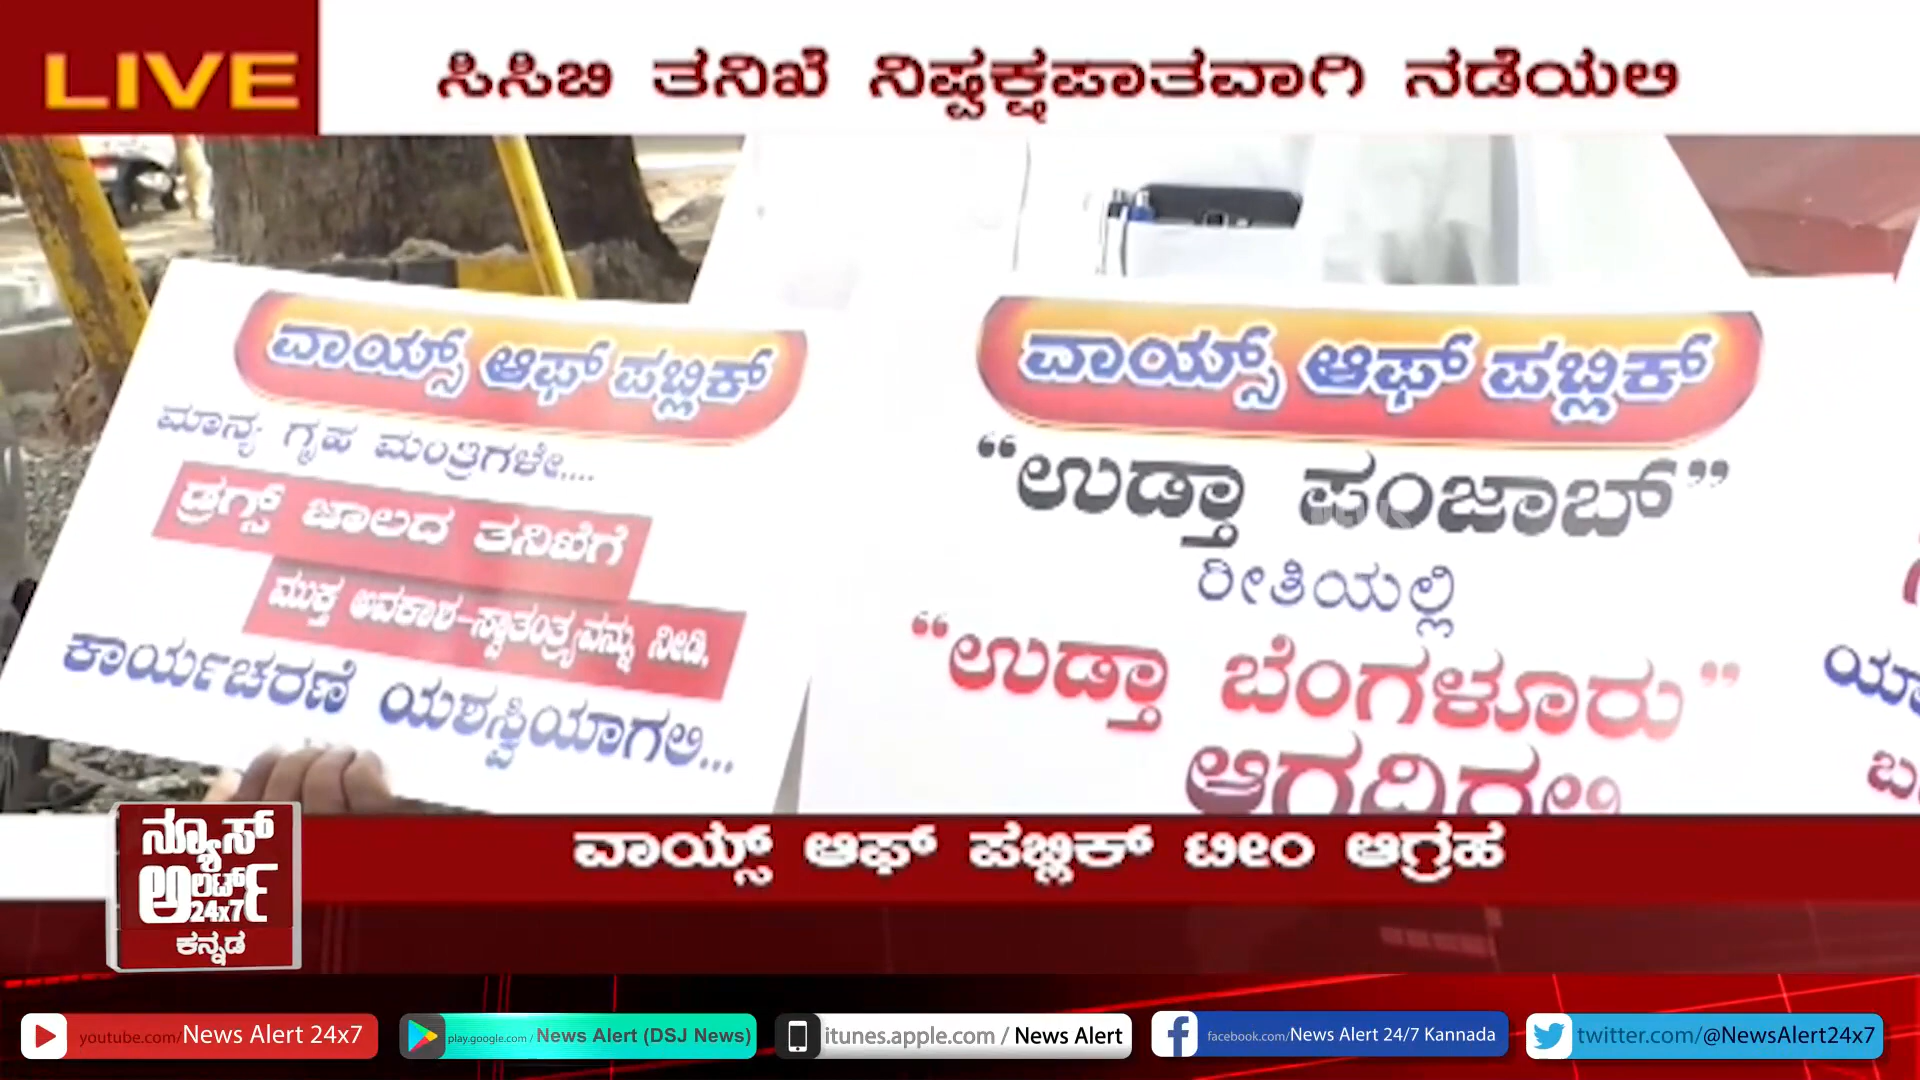 LIVE
ಸಿಸಿಬಿ ತನಿಖೆ ನಿಷ್ಪಕ್ಷಪಾತವಾಗಿ ನಡೆಯಲಿ
ವಾಯ್ಸ್ ಆಫ್ ಪಬ್ಲಿಕ್
ಮಾನ್ಯ ಗೃಹ ಮಂತ್ರಿಗಳೇ....
ಡ್ರಗ್ಸ್ ಜಾಲದ ತನಿಖೆಗೆ
ಮುಕ್ತ ಅವಕಾಶ-ಸ್ವಾತಂತ್ರ್ಯವನ್ನು ನೀಡಿ,
ಕಾರ್ಯಚರಣೆ ಯಶಸ್ವಿಯಾಗಲಿ...
ವಾಯ್ಸ್ ಆಫ್ ಪಬ್ಲಿಕ್
“ಉಡ್ತಾ ಪಂಜಾಬ್”
ರೀತಿಯಲ್ಲಿ
“ಉಡ್ತಾ ಬೆಂಗಳೂರು”
ಆಗದಿರಲಿ
ವಾಯ್ಸ್ ಆಫ್ ಪಬ್ಲಿಕ್ ಟೀಂ ಆಗ್ರಹ
ನ್ಯೂಸ್
ಅಲರ್ಟ್
24x7
ಕನ್ನಡ
youtube.com/News Alert 24x7
play.google.com / News Alert (DSJ News)
itunes.apple.com / News Alert
facebook.com/News Alert 24/7 Kannada
twitter.com/@NewsAlert24x7